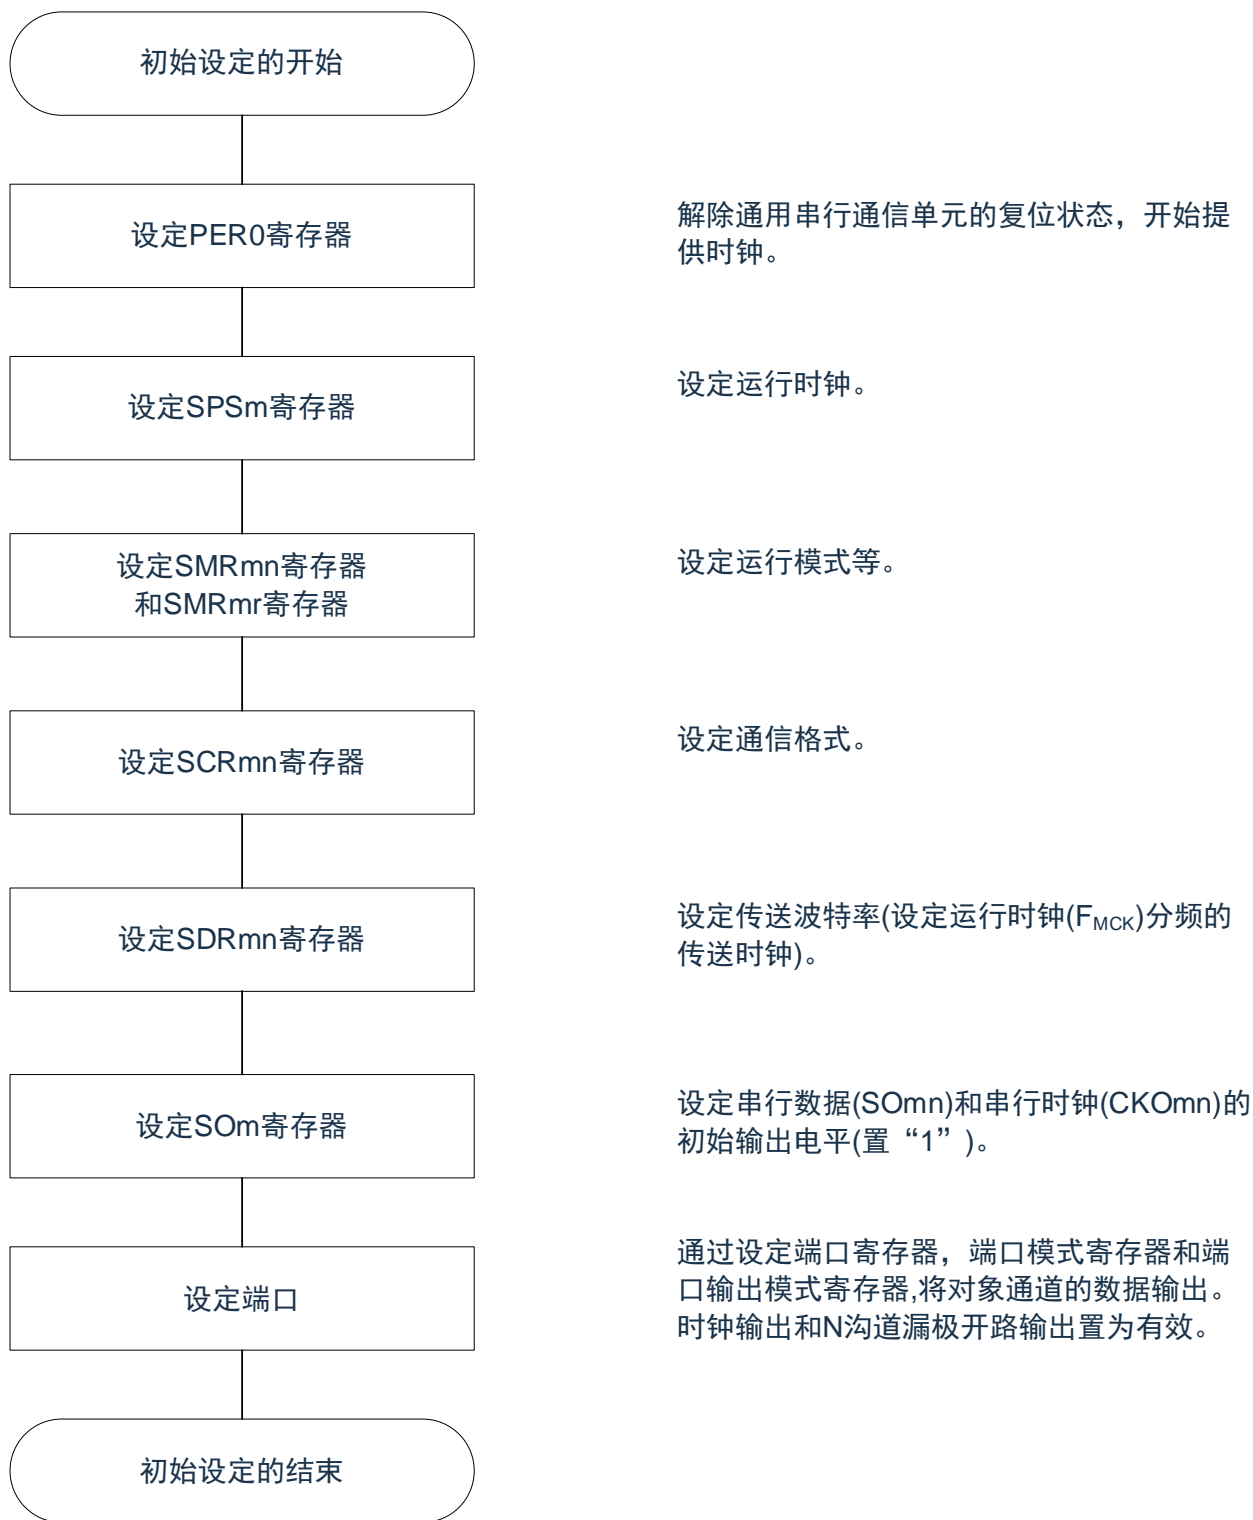 初始设定的开始
设定PER0寄存器
解除通用串行通信单元的复位状态，开始提
供时钟。
设定SPSm寄存器
设定运行时钟。
设定SMRmn寄存器
和SMRmr寄存器
设定运行模式等。
设定SCRmn寄存器
设定通信格式。
设定SDRmn寄存器
设定传送波特率(设定运行时钟(FMCK)分频的
传送时钟)。
设定SOm寄存器
设定串行数据(SOmn)和串行时钟(CKOmn)的
初始输出电平(置“1”)。
设定端口
通过设定端口寄存器，端口模式寄存器和端
口输出模式寄存器,将对象通道的数据输出。
时钟输出和N沟道漏极开路输出置为有效。
初始设定的结束